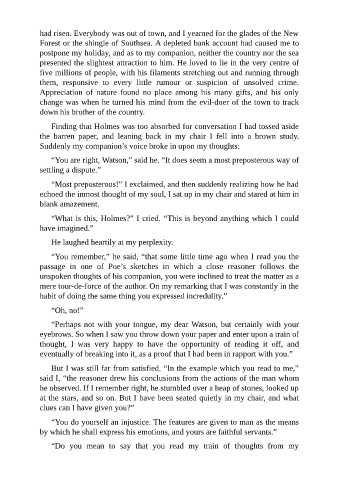 had risen. Everybody was out of town, and I yearned for the glades of the New
Forest or the shingle of Southsea. A depleted bank account had caused me to
postpone my holiday, and as to my companion, neither the country nor the sea
presented the slightest attraction to him. He loved to lie in the very centre of
five millions of people, with his filaments stretching out and running through
them, responsive to every little rumour or suspicion of unsolved crime.
Appreciation of nature found no place among his many gifts, and his only
change was when he turned his mind from the evil-doer of the town to track
down his brother of the country.
Finding that Holmes was too absorbed for conversation I had tossed aside
the barren paper, and leaning back in my chair I fell into a brown study.
Suddenly my companion’s voice broke in upon my thoughts:
“You are right, Watson,” said he. “It does seem a most preposterous way of
settling a dispute.”
“Most preposterous!” I exclaimed, and then suddenly realizing how he had
echoed the inmost thought of my soul, I sat up in my chair and stared at him in
blank amazement.
“What is this, Holmes?” I cried. “This is beyond anything which I could
have imagined.”
He laughed heartily at my perplexity.
“You remember,” he said, “that some little time ago when I read you the
passage in one of Poe’s sketches in which a close reasoner follows the
unspoken thoughts of his companion, you were inclined to treat the matter as a
mere tour-de-force of the author. On my remarking that I was constantly in the
habit of doing the same thing you expressed incredulity.”
“Oh, no!”
“Perhaps not with your tongue, my dear Watson, but certainly with your
eyebrows. So when I saw you throw down your paper and enter upon a train of
thought, I was very happy to have the opportunity of reading it off, and
eventually of breaking into it, as a proof that I had been in rapport with you.”
But I was still far from satisfied. “In the example which you read to me,”
said I, “the reasoner drew his conclusions from the actions of the man whom
he observed. If I remember right, he stumbled over a heap of stones, looked up
at the stars, and so on. But I have been seated quietly in my chair, and what
clues can I have given you?”
“You do yourself an injustice. The features are given to man as the means
by which he shall express his emotions, and yours are faithful servants.”
“Do you mean to say that you read my train of thoughts from my